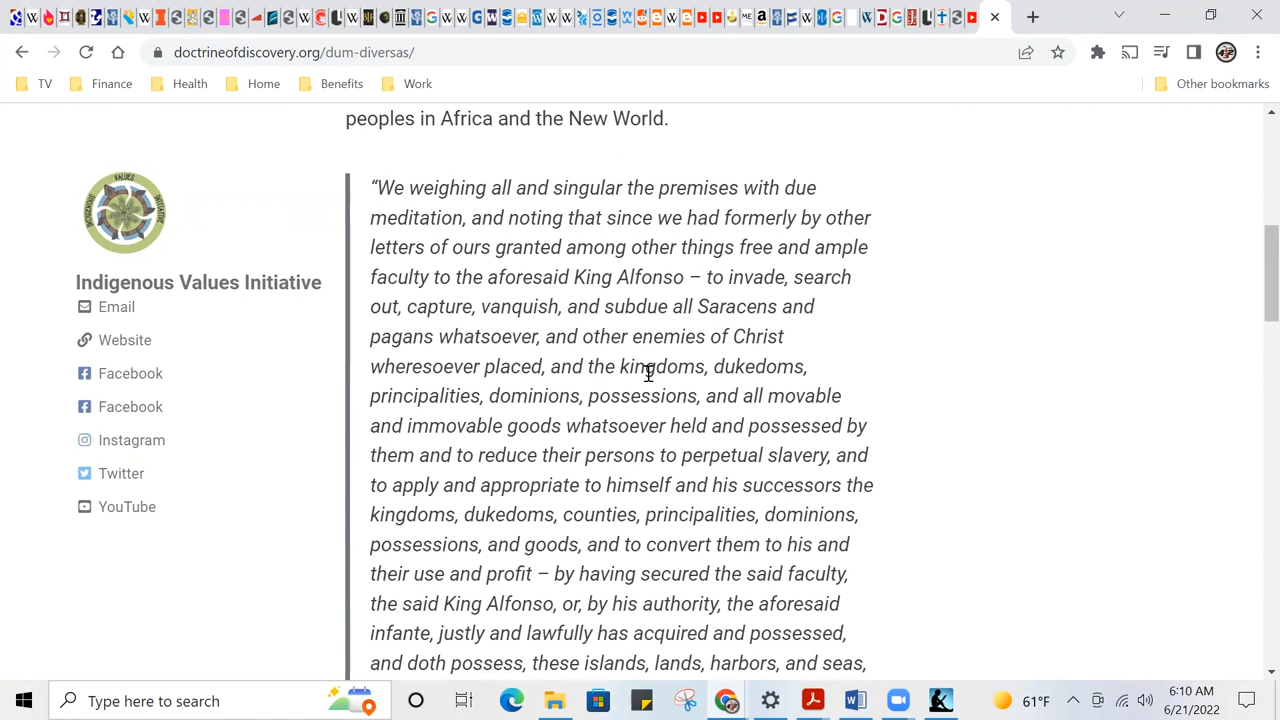 doctrineofdiscovery.org/dum-diversas/
TV
Finance
Health
Home
Benefits
Work
Other bookmarks
peoples in Africa and the New World.
Indigenous Values Initiative
Email
Website
Facebook
Facebook
Instagram
Twitter
YouTube
“We weighing all and singular the premises with due
meditation, and noting that since we had formerly by other
letters of ours granted among other things free and ample
faculty to the aforesaid King Alfonso – to invade, search
out, capture, vanquish, and subdue all Saracens and
pagans whatsoever, and other enemies of Christ
wheresoever placed, and the kingdoms, dukedoms,
principalities, dominions, possessions, and all movable
and immovable goods whatsoever held and possessed by
them and to reduce their persons to perpetual slavery, and
to apply and appropriate to himself and his successors the
kingdoms, dukedoms, counties, principalities, dominions,
possessions, and goods, and to convert them to his and
their use and profit – by having secured the said faculty,
the said King Alfonso, or, by his authority, the aforesaid
infante, justly and lawfully has acquired and possessed,
and doth possess, these islands, lands, harbors, and seas,
Type here to search
61°F
6:10 AM
6/21/2022